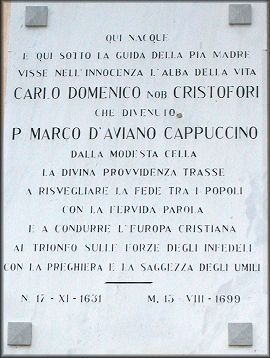 QUI NACQUE
E QUI SOTTO LA GUIDA DELLA PIA MADRE
VISSE NELL'INNOCENZA L'ALBA DELLA VITA
CARLO DOMENICO NOB CRISTOFORI
CHE DIVENUTO
P MARCO D'AVIANO CAPPUCCINO
DALLA MODESTA CELLA
LA DIVINA PROVVIDENZA TRASSE
A RISVEGLIARE LA FEDE TRA I POPOLI
CON LA FERVIDA PAROLA
E A CONDURRE L'EUROPA CRISTIANA
AL TRIONFO SULLE FORZE DEGLI INFEDELI
CON LA PREGHIERA E LA SAGGEZZA DEGLI UMILI
N. 17 - XI - 1631 M. 13 - VIII - 1699